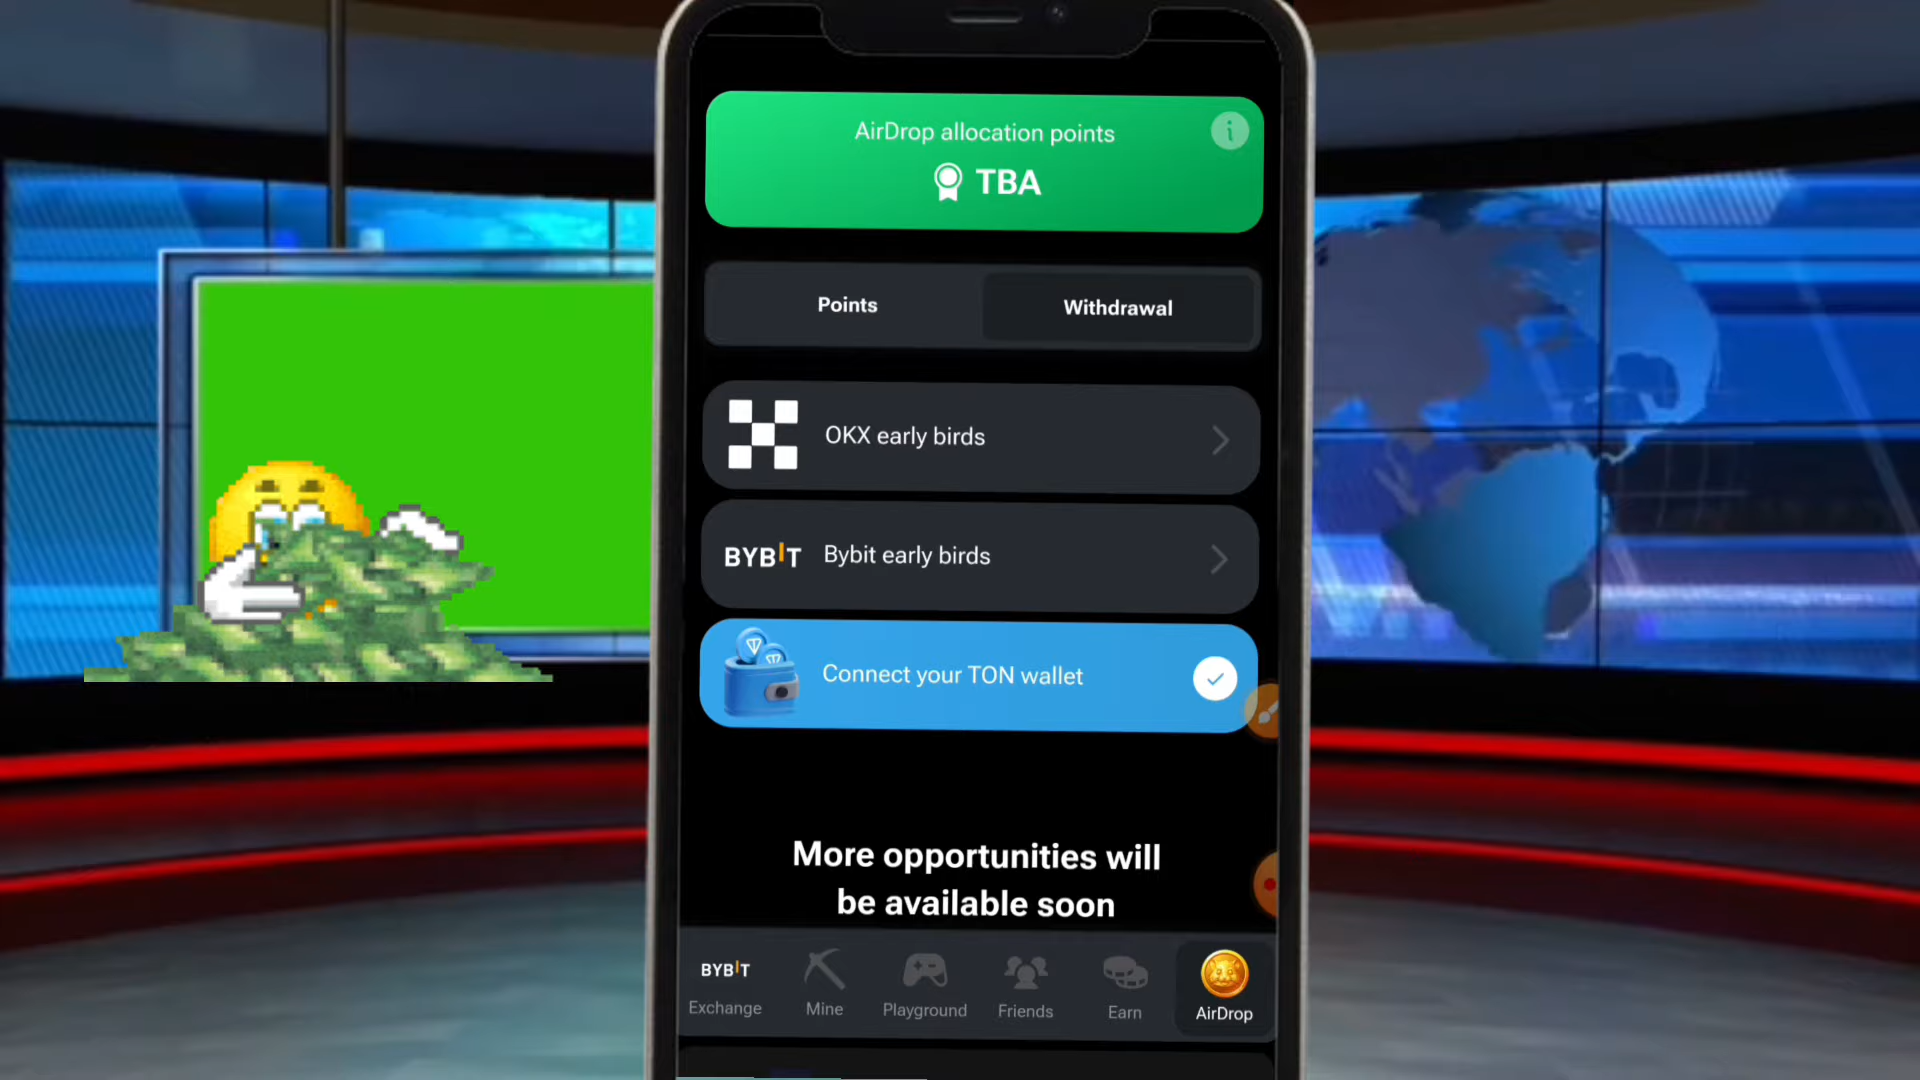 AirDrop allocation points
TBA
Points
Withdrawal
OKX early birds
BYBIT Bybit early birds
Connect your TON wallet
More opportunities will
be available soon
BYBIT
Exchange
Mine
Playground
Friends
Earn
AirDrop